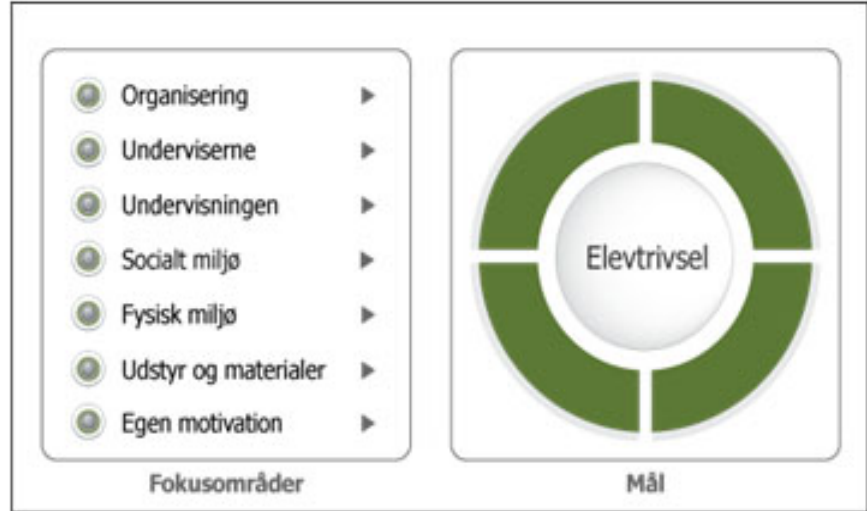 Organisering
Underviserne
Undervisningen
Socialt miljø
Fysisk miljø
Udstyr og materialer
Egen motivation
Fokusområder
Elevtrivsel
Mål